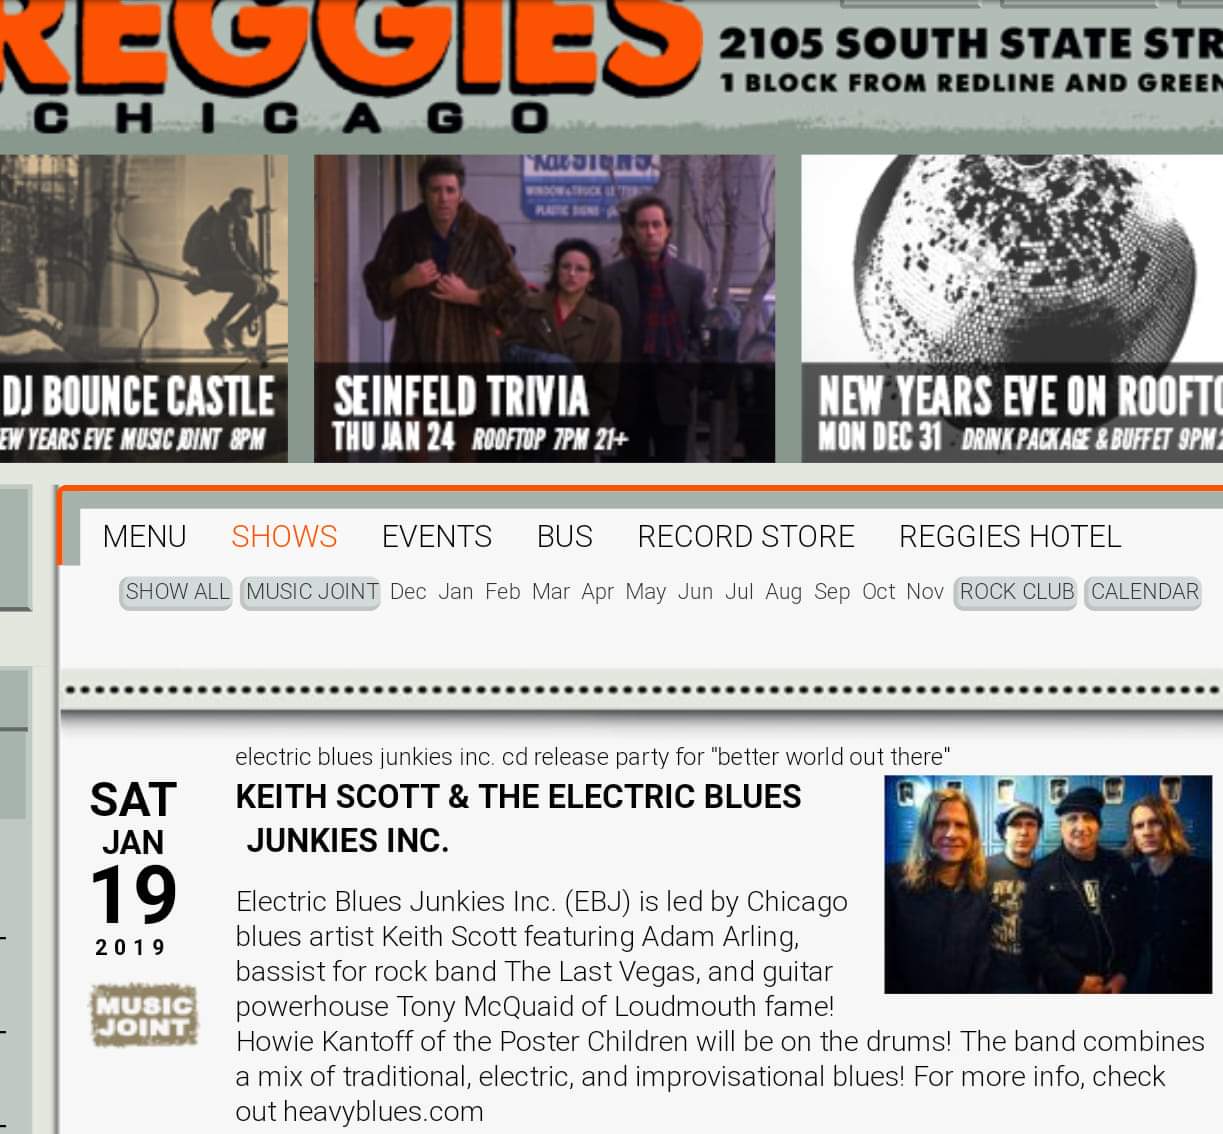 REGGIES
CHICAGO
2105 SOUTH STATE
1 BLOCK FROM REDLINE AND GREEN
SIGNS
WINDOW & TRUCK
PLASTIC SIGNS
DJ BOUNCE CASTLE
YEARS EVE MUSIC JOINT 8PM
SEINFELD TRIVIA
THU JAN 24 ROOFTOP 7PM 21+
NEW YEARS EVE ON
MON DEC 31 DRINK PACKAGE & BUFFET 9PM
MENU SHOWS EVENTS BUS RECORD STORE REGGIES HOTEL
SHOW ALL MUSIC JOINT Dec Jan Feb Mar Apr May Jun Jul Aug Sep Oct Nov ROCK CLUB CALENDAR
SAT
JAN
19
2019
MUSIC
JOINT
electric blues junkies inc. cd release party for "better world out there"
KEITH SCOTT & THE ELECTRIC BLUES
JUNKIES INC.
Electric Blues Junkies Inc. (EBJ) is led by Chicago
blues artist Keith Scott featuring Adam Arling,
bassist for rock band The Last Vegas, and guitar
powerhouse Tony McQuaid of Loudmouth fame!
Howie Kantoff of the Poster Children will be on the drums! The band combines
a mix of traditional, electric, and improvisational blues! For more info, check
out heavyblues.com